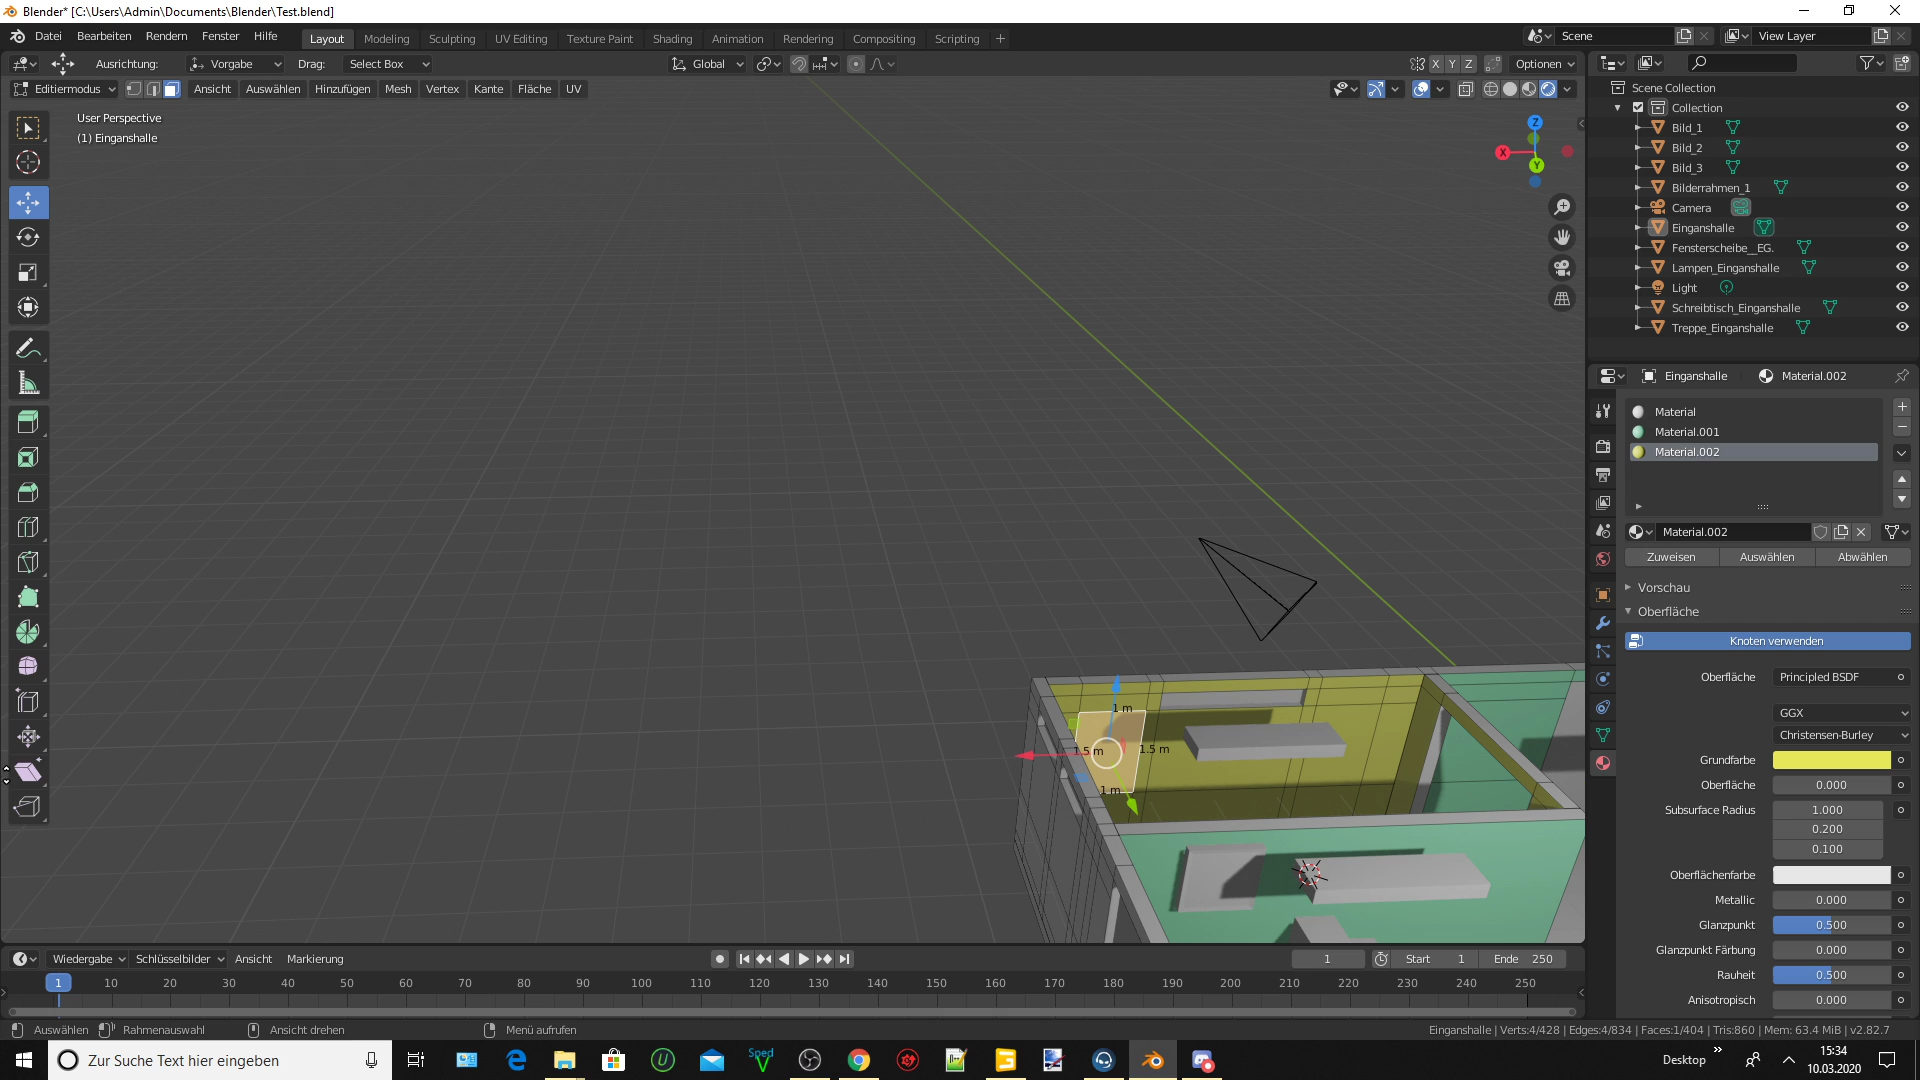 Blender* [C:\Users\Admin\Documents\Blender\Test.blend]
Datei Bearbeiten Rendern Fenster Hilfe Layout Modeling Sculpting UV Editing Texture Paint Shading Animation Rendering Compositing Scripting + Scene View Layer
Ausrichtung: Vorgabe Drag: Select Box Global X Y Z Optionen
Editiermodus Ansicht Auswählen Hinzufügen Mesh Vertex Kante Fläche UV
User Perspective
(1) Einganshalle
Z
X
Y
1 m
1.5 m 1.5 m
1 m
Scene Collection
Collection
Bild_1
Bild_2
Bild_3
Bilderrahmen_1
Camera
Einganshalle
Fensterscheibe__EG.
Lampen_Einganshalle
Light
Schreibtisch_Einganshalle
Treppe_Einganshalle
Einganshalle Material.002
Material
Material.001
Material.002
Material.002
Zuweisen Auswählen Abwählen
Vorschau
Oberfläche
Knoten verwenden
Oberfläche Principled BSDF
GGX
Christensen-Burley
Grundfarbe
Oberfläche 0.000
Subsurface Radius 1.000
0.200
0.100
Oberflächenfarbe
Metallic 0.000
Glanzpunkt 0.500
Glanzpunkt Färbung 0.000
Rauheit 0.500
Anisotropisch 0.000
Wiedergabe Schlüsselbilder Ansicht Markierung 1 Start 1 Ende 250
1 10 20 30 40 50 60 70 80 90 100 110 120 130 140 150 160 170 180 190 200 210 220 230 240 250
Auswählen Rahmenauswahl Ansicht drehen Menü aufrufen Einganshalle | Verts:4/428 | Edges:4/834 | Faces:1/404 | Tris:860 | Mem: 63.4 MiB | v2.82.7
Zur Suche Text hier eingeben Sped V Desktop 15:34
10.03.2020